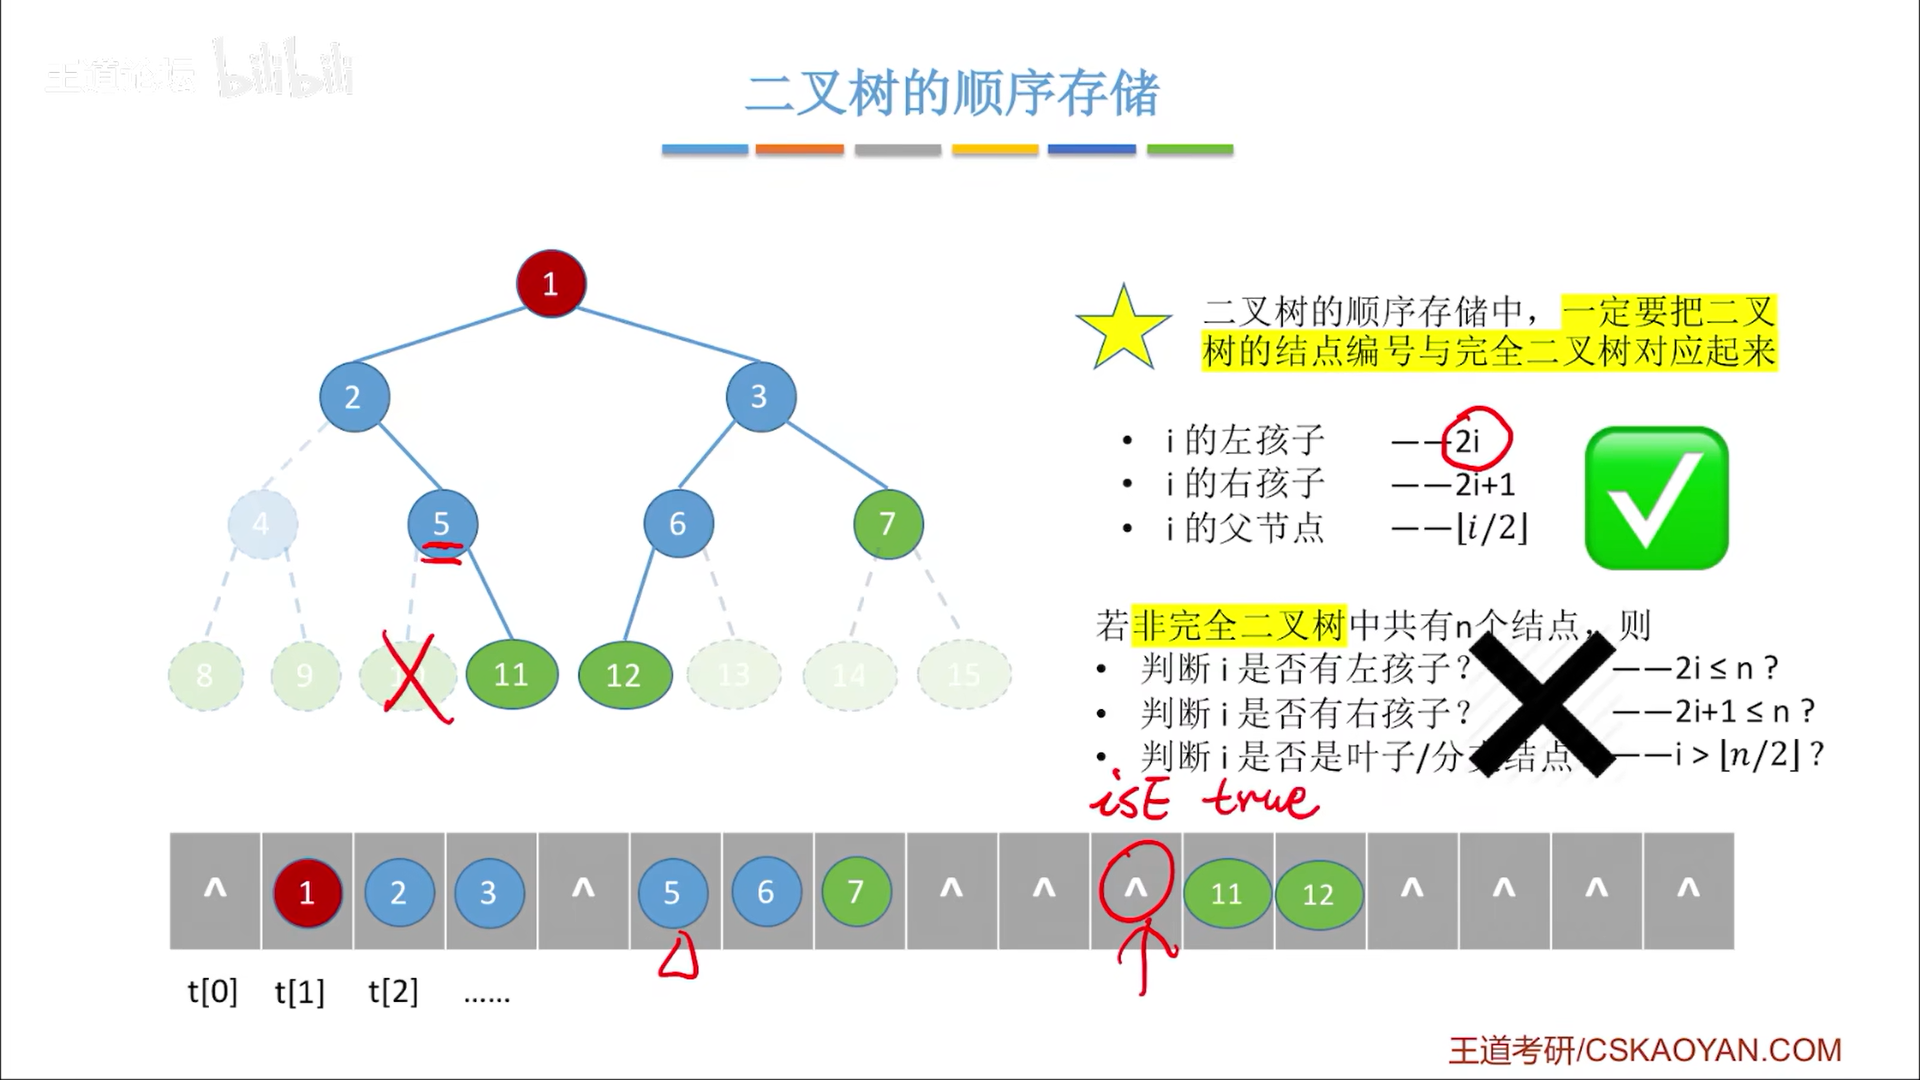 王道论坛 bilibili
二叉树的顺序存储
1
2 3
4 5 6 7
8 9 10 11 12 13 14 15
二叉树的顺序存储中，一定要把二叉
树的结点编号与完全二叉树对应起来
• i 的左孩子 ——2i
• i 的右孩子 ——2i+1
• i 的父节点 ——⌊i/2⌋
若非完全二叉树中共有n个结点，则
• 判断 i 是否有左孩子？ ——2i ≤ n ?
• 判断 i 是否有右孩子？ ——2i+1 ≤ n ?
• 判断 i 是否是叶子/分支结点 ——i > ⌊n/2⌋ ?
isE true
^ 1 2 3 ^ 5 6 7 ^ ^ ^ 11 12 ^ ^ ^ ^
t[0] t[1] t[2] ……
王道考研/CSKAOYAN.COM